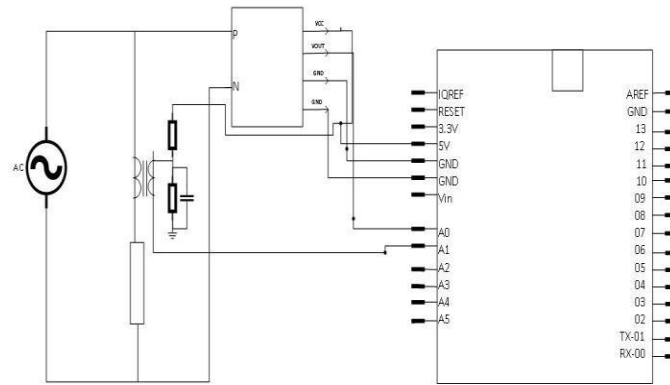 VCC
P
VOUT
GND
IN
GND
AC
IOREF
RESET
3.3V
5V
GND
GND
Vin
A0
A1
A2
A3
A4
A5
AREF
GND
13
12
11
10
09
08
07
06
05
04
03
02
TX-01
RX-00